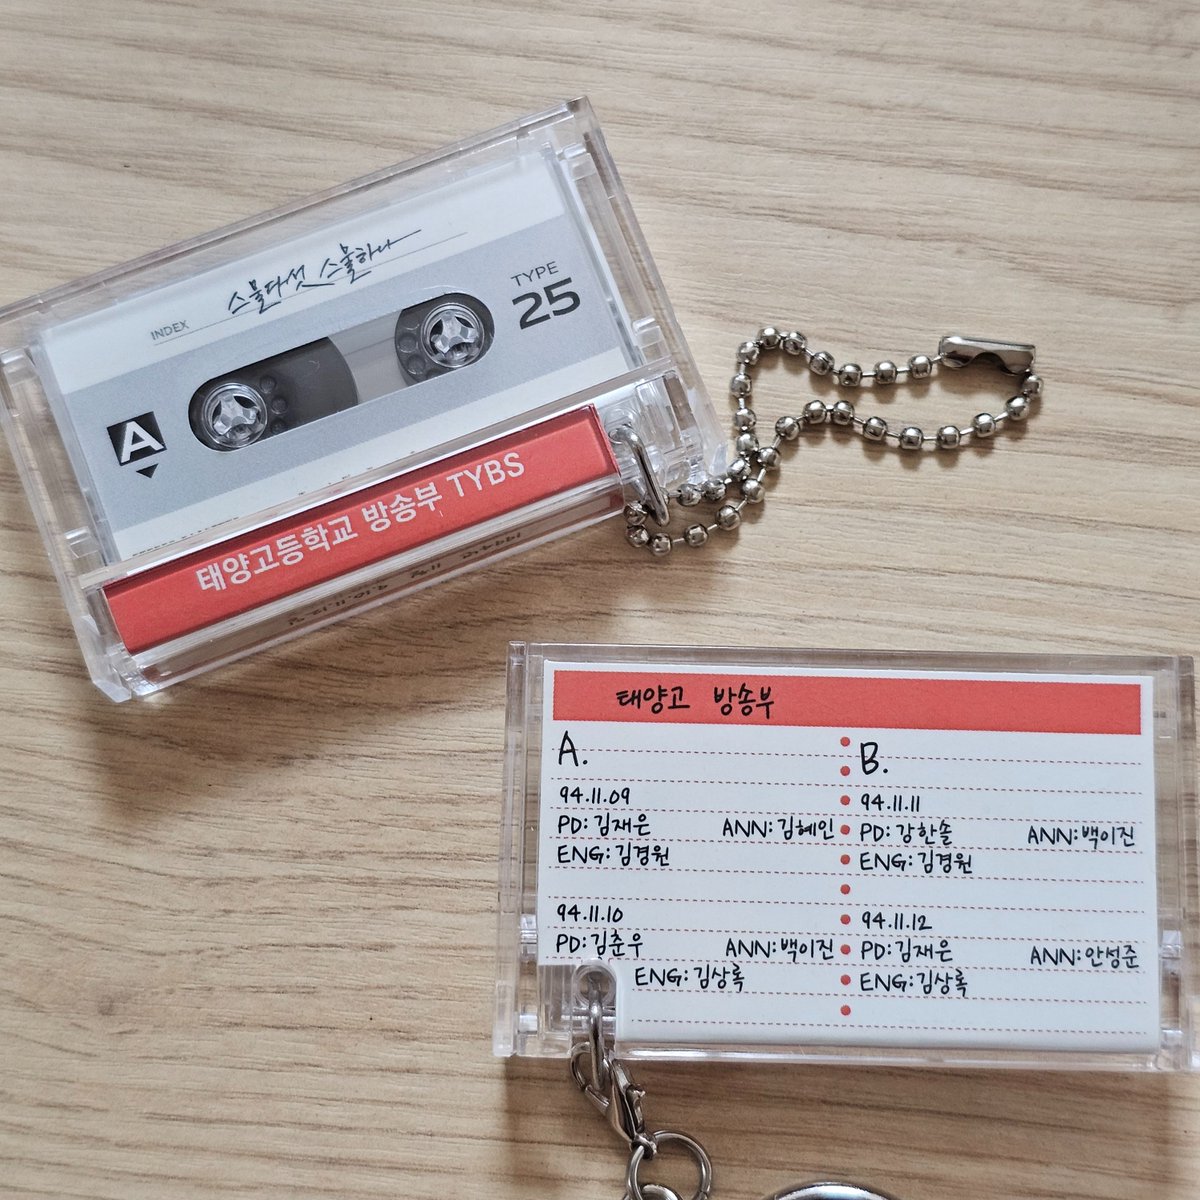 스물다섯 스물하나
INDEX
TYPE
25
A
태양고등학교 방송부 TYBS
태양고 방송부
A.
94.11.09
PD:김재은 ANN:김혜인
ENG:김경원
94.11.10
PD:김춘우 ANN:백이진
ENG:김상록
B.
94.11.11
PD:강한솔 ANN:백이진
ENG:김경원
94.11.12
PD:김재은 ANN:안성준
ENG:김상록